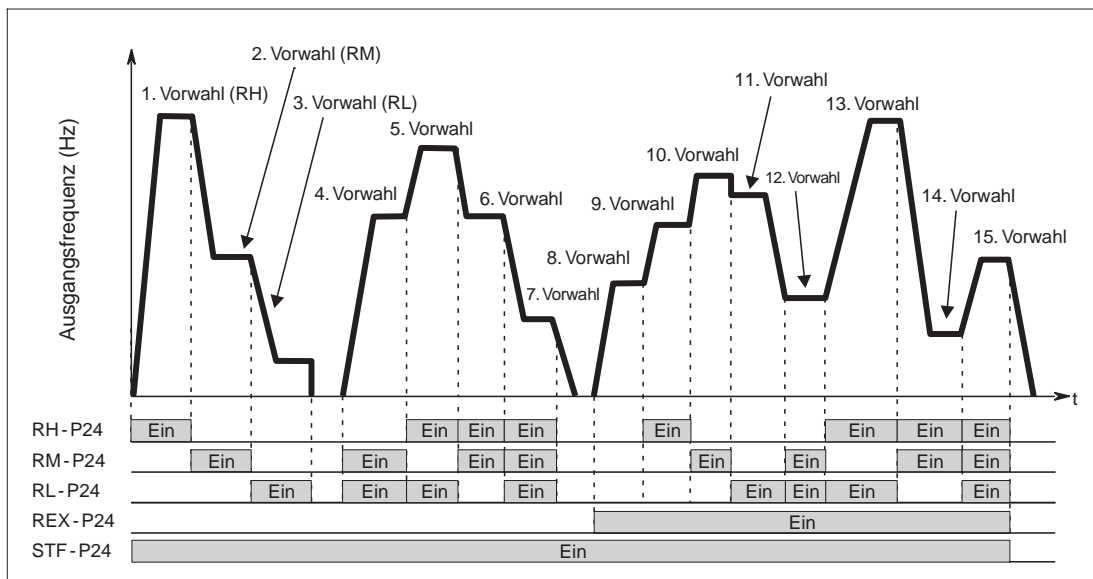 2. Vorwahl (RM)
1. Vorwahl (RH)
3. Vorwahl (RL)
5. Vorwahl
4. Vorwahl
6. Vorwahl
7. Vorwahl
8. Vorwahl
9. Vorwahl
10. Vorwahl
11. Vorwahl
12. Vorwahl
13. Vorwahl
14. Vorwahl
15. Vorwahl
Ausgangsfrequenz (Hz)
t
RH-P24 Ein Ein Ein Ein Ein Ein Ein Ein
RM-P24 Ein Ein Ein Ein Ein Ein Ein Ein
RL-P24 Ein Ein Ein Ein Ein Ein Ein Ein
REX-P24 Ein
STF-P24 Ein